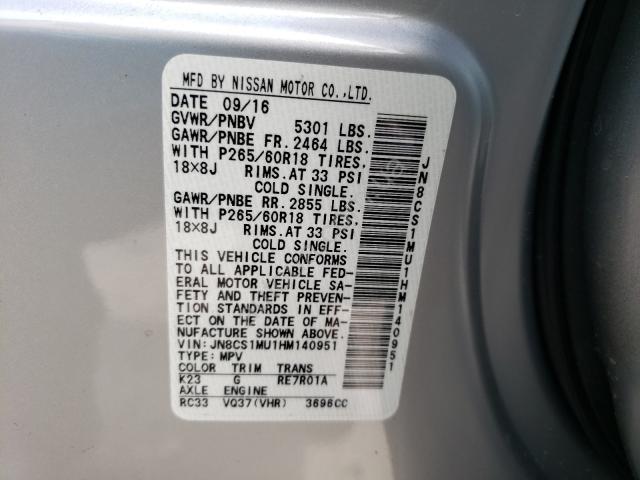 MFD BY NISSAN MOTOR CO.,LTD.
DATE 09/16
GVWR/PNBV 5301 LBS.
GAWR/PNBE FR. 2464 LBS.
WITH P265/60R18 TIRES.
18×8J RIMS.AT 33 PSI
COLD SINGLE.
GAWR/PNBE RR. 2855 LBS.
WITH P265/60R18 TIRES.
18×8J RIMS.AT 33 PSI
COLD SINGLE.
THIS VEHICLE CONFORMS
TO ALL APPLICABLE FED-
ERAL MOTOR VEHICLE SA-
FETY AND THEFT PREVEN-
TION STANDARDS IN EFF-
ECT ON THE DATE OF MA-
NUFACTURE SHOWN ABOVE.
VIN: JN8CS1MU1HM140951
TYPE: MPV
COLOR TRIM TRANS
K23 G RE7R01A
AXLE ENGINE
RC33 VQ37(VHR) 3696CC
JN8CS1MU1HM140951